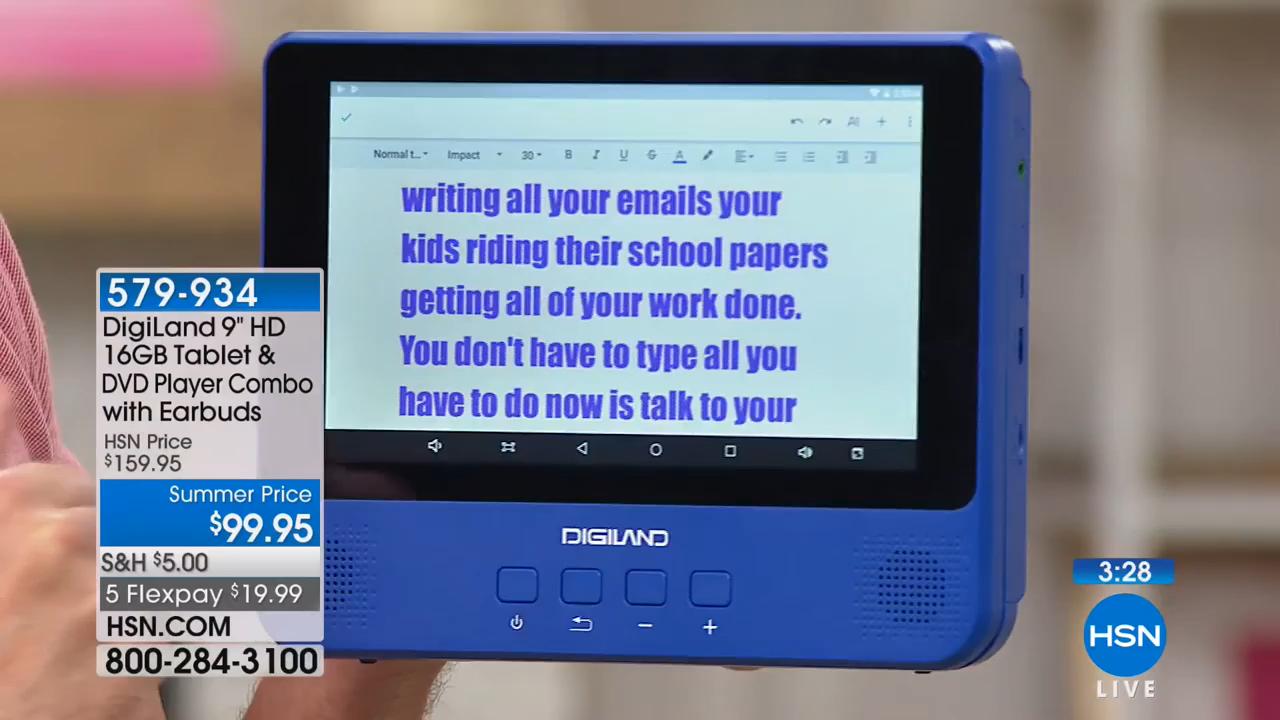 Normal t...
Impact
30
B I U S A
writing all your emails your
kids riding their school papers
getting all of your work done.
You don't have to type all you
have to do now is talk to your
DIGILAND
579-934
DigiLand 9" HD
16GB Tablet &
DVD Player Combo
with Earbuds
HSN Price
$159.95
Summer Price
$99.95
S&H $5.00
5 Flexpay $19.99
HSN.COM
800-284-3100
3:28
HSN
LIVE